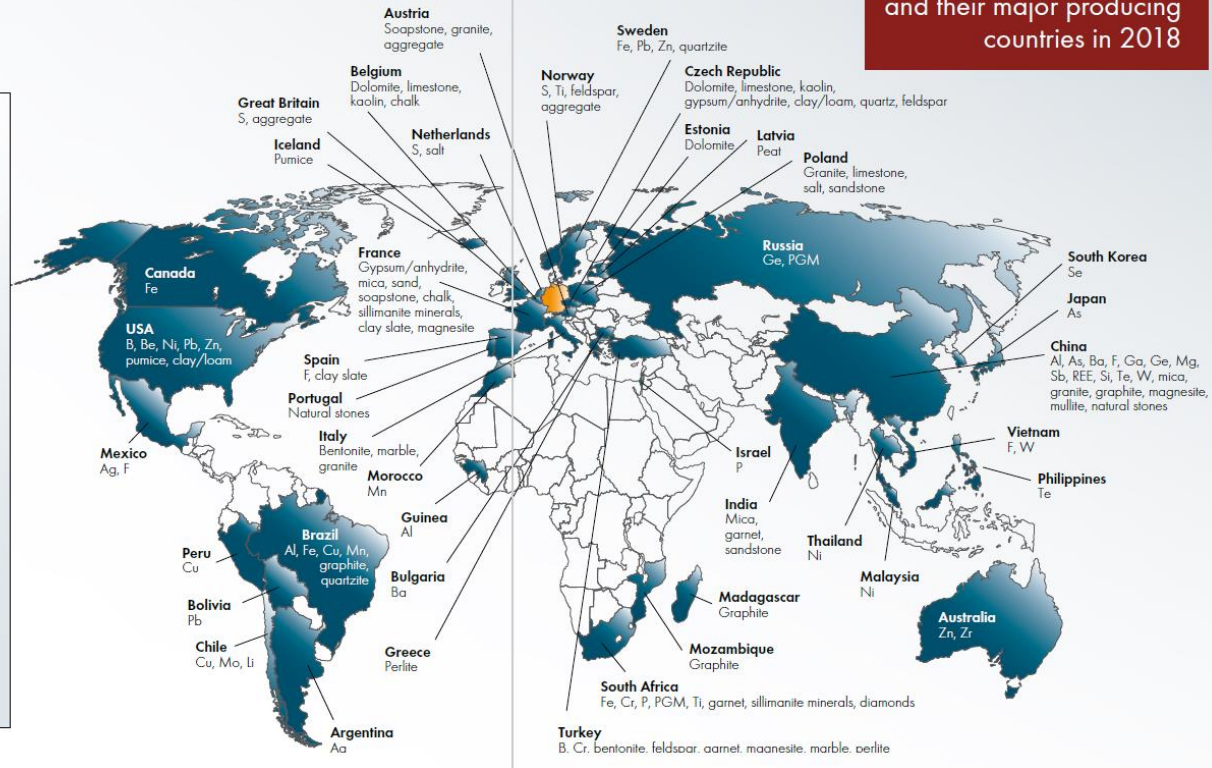 and their major producing
countries in 2018
Austria
Soapstone, granite,
aggregate
Sweden
Fe, Pb, Zn, quartzite
Belgium
Dolomite, limestone,
kaolin, chalk
Norway
S, Ti, feldspar,
aggregate
Czech Republic
Dolomite, limestone, kaolin,
gypsum/anhydrite, clay/loam, quartz, feldspar
Great Britain
S, aggregate
Netherlands
S, salt
Estonia
Dolomite
Latvia
Peat
Iceland
Pumice
Poland
Granite, limestone,
salt, sandstone
France
Gypsum/anhydrite,
mica, sand,
soapstone, chalk,
sillimanite minerals,
clay slate, magnesite
Russia
Ge, PGM
South Korea
Se
Canada
Fe
Japan
As
USA
B, Be, Ni, Pb, Zn,
pumice, clay/loam
China
Al, As, Ba, F, Ga, Ge, Mg,
Sb, REE, Si, Te, W, mica,
granite, graphite, magnesite,
mullite, natural stones
Spain
F, clay slate
Portugal
Natural stones
Italy
Bentonite, marble,
granite
Vietnam
F, W
Mexico
Ag, F
Israel
P
Morocco
Mn
Philippines
Te
India
Mica,
garnet,
sandstone
Guinea
Al
Brazil
Al, Fe, Cu, Mn,
graphite,
quartzite
Thailand
Ni
Peru
Cu
Bulgaria
Ba
Malaysia
Ni
Madagascar
Graphite
Bolivia
Pb
Australia
Zn, Zr
Chile
Cu, Mo, Li
Greece
Perlite
Mozambique
Graphite
South Africa
Fe, Cr, P, PGM, Ti, garnet, sillimanite minerals, diamonds
Argentina
Ag
Turkey
B, Cr, bentonite, feldspar, garnet, magnesite, marble, perlite